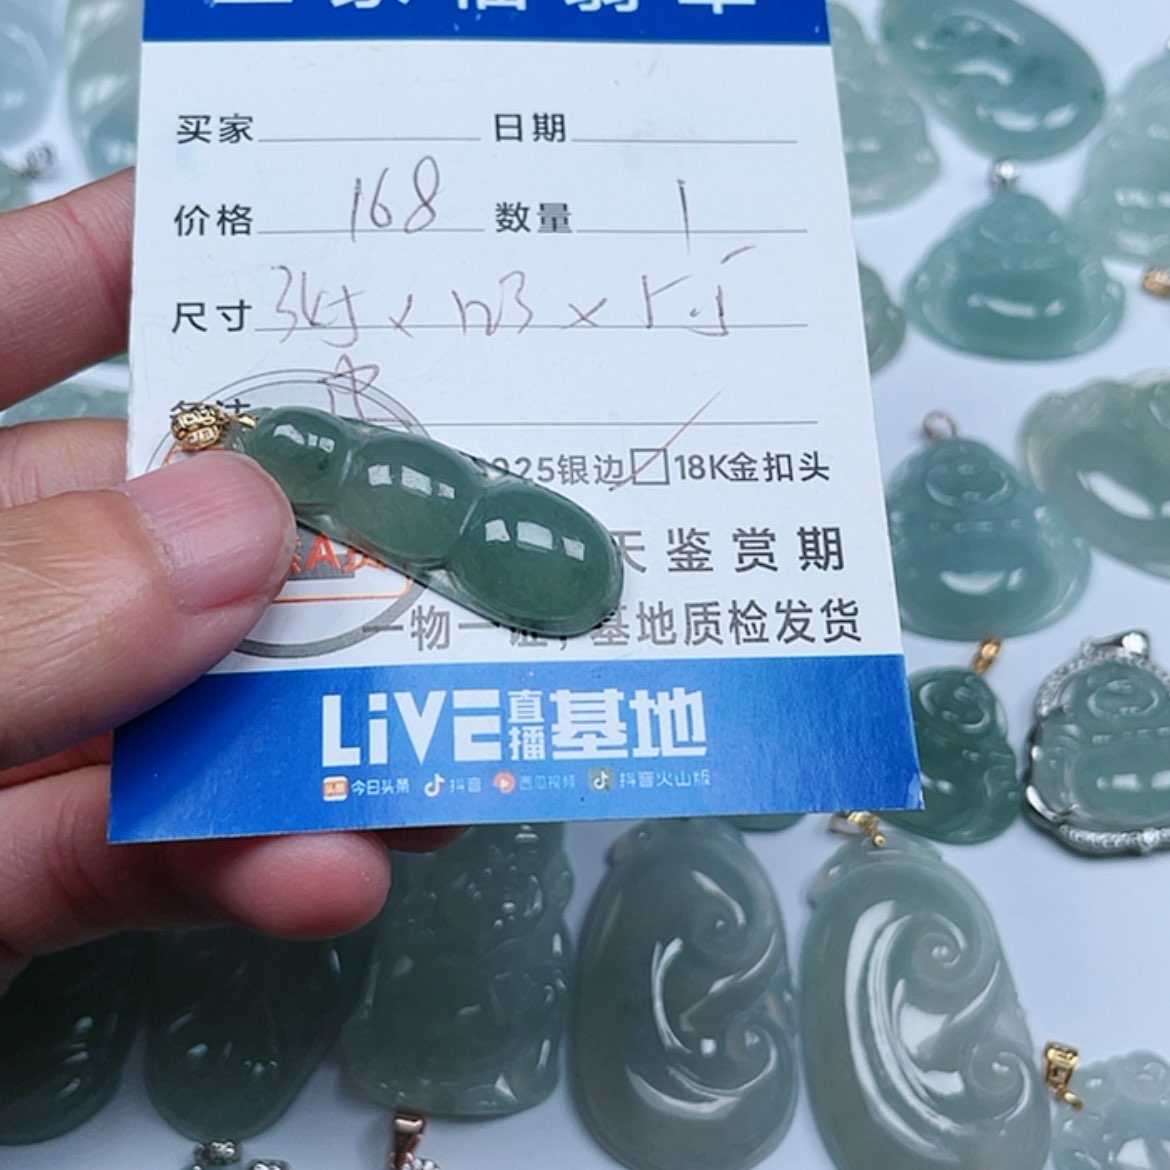 福翡翠
买家 日期
价格 168 数量 1
尺寸
925银边 18K金扣头
天鉴赏期
一物一证，基地质检发货
LiVE直播基地
今日头条 抖音 西瓜视频 抖音火山版